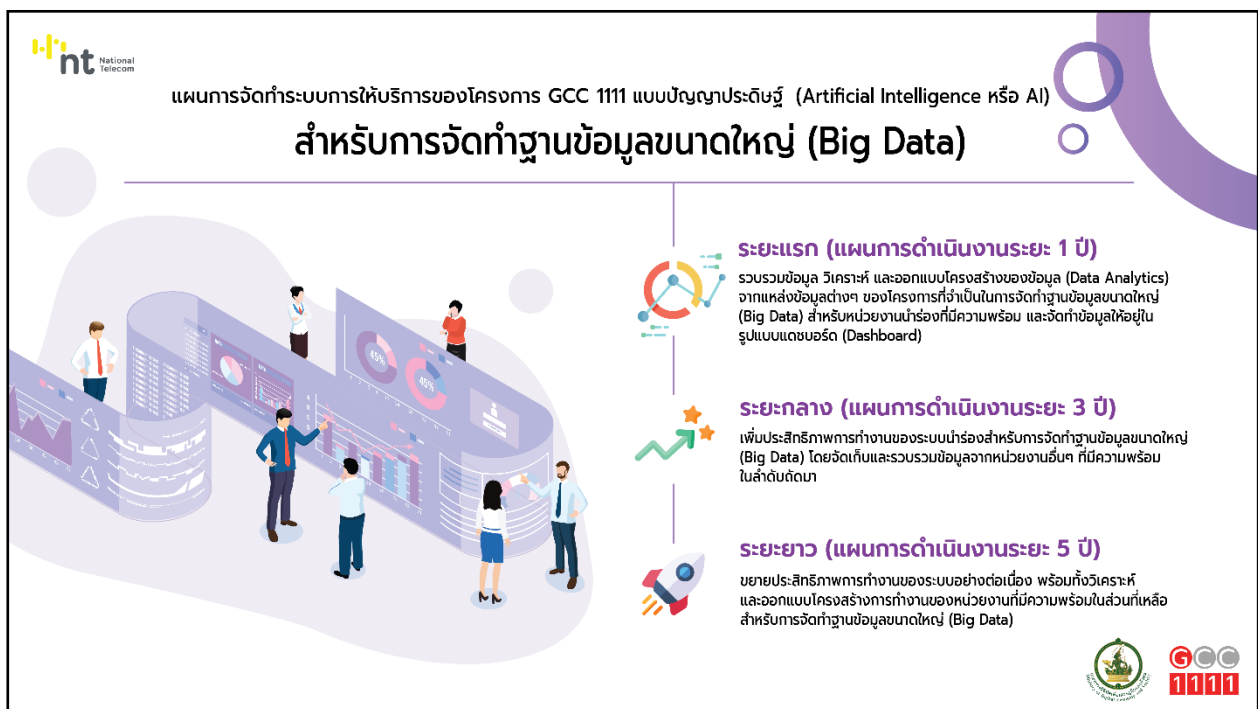 nt National
Telecom
แผนการจัดทำระบบการให้บริการของโครงการ GCC 1111 แบบปัญญาประดิษฐ์ (Artificial Intelligence หรือ AI)
สำหรับการจัดทำฐานข้อมูลขนาดใหญ่ (Big Data)
ระยะแรก (แผนการดำเนินงานระยะ 1 ปี)
รวบรวมข้อมูล วิเคราะห์ และออกแบบโครงสร้างของข้อมูล (Data Analytics)
จากแหล่งข้อมูลต่างๆ ของโครงการที่จำเป็นในการจัดทำฐานข้อมูลขนาดใหญ่
(Big Data) สำหรับหน่วยงานนำร่องที่มีความพร้อม และจัดทำข้อมูลให้อยู่ใน
รูปแบบแดชบอร์ด (Dashboard)
45%
45%
ระยะกลาง (แผนการดำเนินงานระยะ 3 ปี)
เพิ่มประสิทธิภาพการทำงานของระบบนำร่องสำหรับการจัดทำฐานข้อมูลขนาดใหญ่
(Big Data) โดยจัดเก็บและรวบรวมข้อมูลจากหน่วยงานอื่นๆ ที่มีความพร้อม
ในลำดับถัดมา
ระยะยาว (แผนการดำเนินงานระยะ 5 ปี)
ขยายประสิทธิภาพการทำงานของระบบอย่างต่อเนื่อง พร้อมทั้งวิเคราะห์
และออกแบบโครงสร้างการทำงานของหน่วยงานที่มีความพร้อมในส่วนที่เหลือ
สำหรับการจัดทำฐานข้อมูลขนาดใหญ่ (Big Data)
GCC
1111